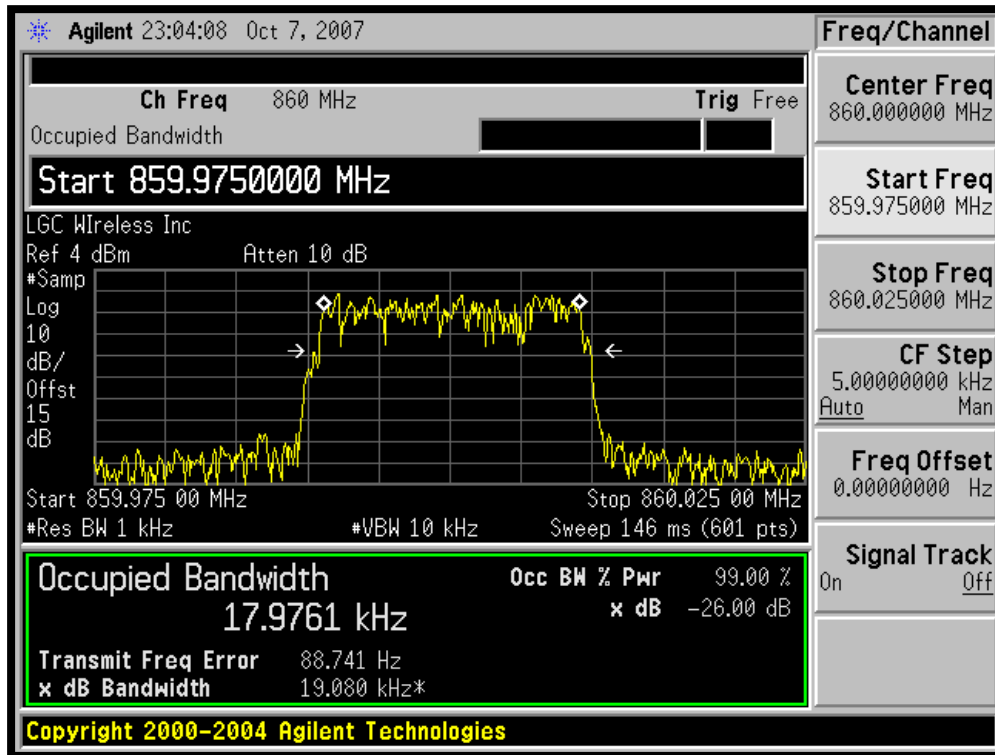 Agilent 23:04:08 Oct 7, 2007
Freq/Channel
Ch Freq 860 MHz Trig Free
Occupied Bandwidth
Start 859.9750000 MHz
LGC WIreless Inc
Ref 4 dBm Atten 10 dB
#Samp
Log
10
dB/
Offst
15
dB
Start 859.975 00 MHz Stop 860.025 00 MHz
#Res BW 1 kHz #VBW 10 kHz Sweep 146 ms (601 pts)
Occupied Bandwidth
17.9761 kHz
Occ BW % Pwr 99.00 %
x dB -26.00 dB
Transmit Freq Error 88.741 Hz
x dB Bandwidth 19.080 kHz*
Copyright 2000-2004 Agilent Technologies
Center Freq
860.000000 MHz
Start Freq
859.975000 MHz
Stop Freq
860.025000 MHz
CF Step
5.00000000 kHz
Auto Man
Freq Offset
0.00000000 Hz
Signal Track
On Off